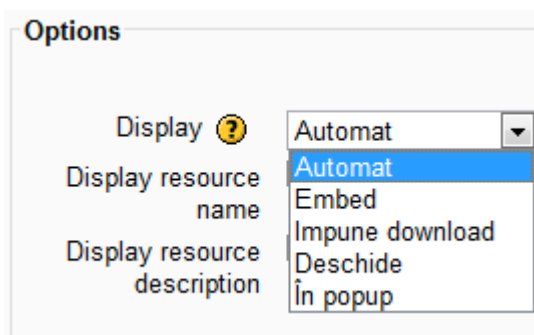 Options
Display
Automat
Automat
Display resource
name
Embed
Impune download
Display resource
description
Deschide
În popup